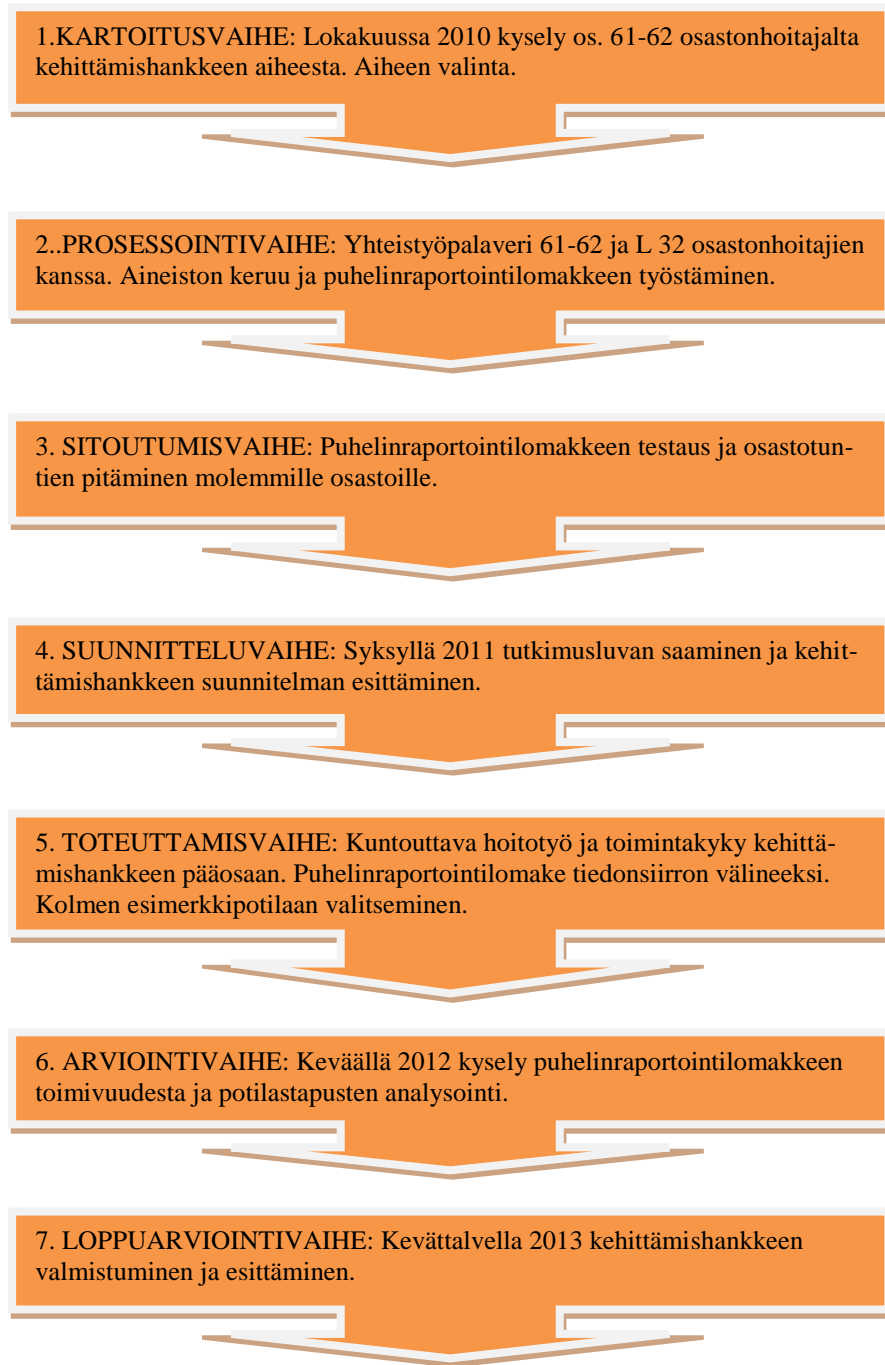 1.KARTOITUSVAIHE: Lokakuussa 2010 kysely os. 61-62 osastonhoitajalta
kehittämishankkeen aiheesta. Aiheen valinta.
2..PROSESSOINTIVAIHE: Yhteistyöpalaveri 61-62 ja L 32 osastonhoitajien
kanssa. Aineiston keruu ja puhelinraportointilomakkeen työstäminen.
3. SITOUTUMISVAIHE: Puhelinraportointilomakkeen testaus ja osastotun-
tien pitäminen molemmille osastoille.
4. SUUNNITTELUVAIHE: Syksyllä 2011 tutkimusluvan saaminen ja kehit-
tämishankkeen suunnitelman esittäminen.
5. TOTEUTTAMISVAIHE: Kuntouttava hoitotyö ja toimintakyky kehittä-
mishankkeen pääosaan. Puhelinraportointilomake tiedonsiirron välineeksi.
Kolmen esimerkkipotilaan valitseminen.
6. ARVIOINTIVAIHE: Keväällä 2012 kysely puhelinraportointilomakkeen
toimivuudesta ja potilastapusten analysointi.
7. LOPPUARVIOINTIVAIHE: Kevättalvella 2013 kehittämishankkeen
valmistuminen ja esittäminen.